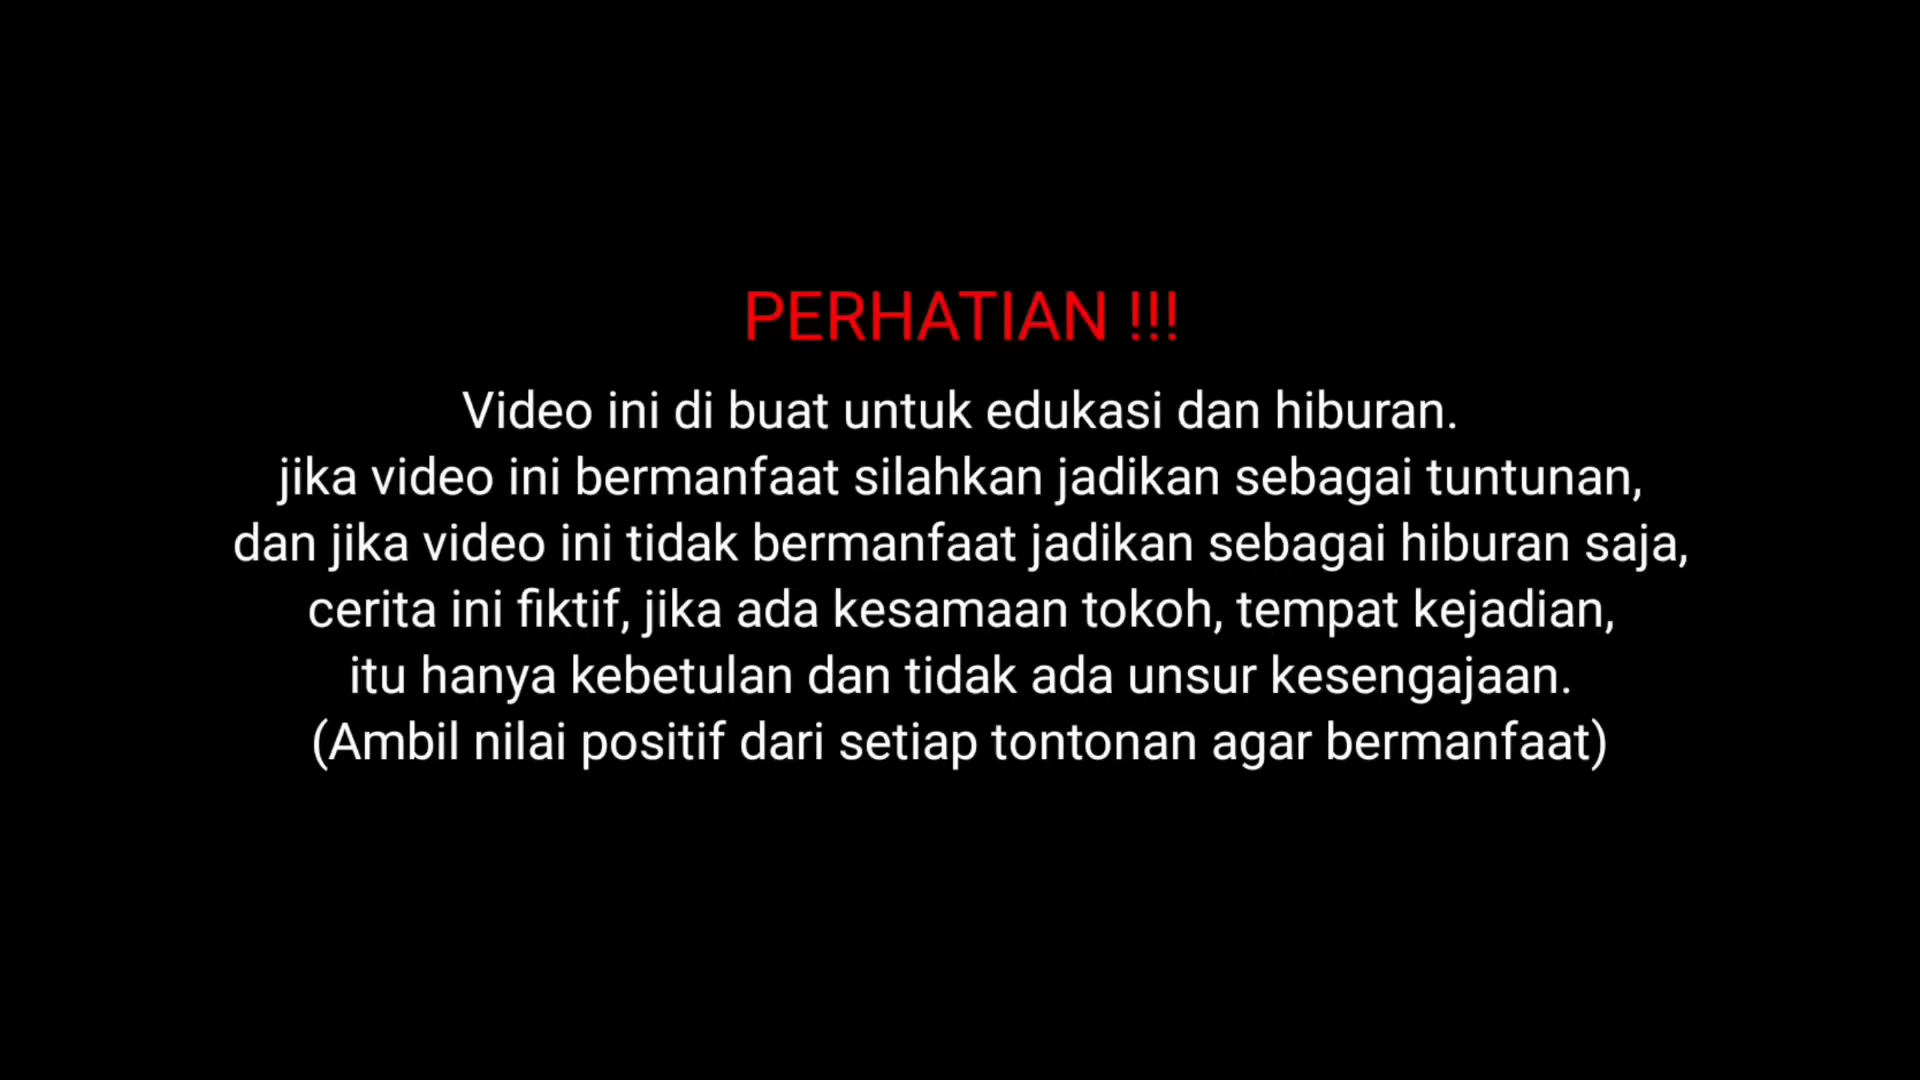 PERHATIAN !!!
Video ini di buat untuk edukasi dan hiburan.
jika video ini bermanfaat silahkan jadikan sebagai tuntunan,
dan jika video ini tidak bermanfaat jadikan sebagai hiburan saja,
cerita ini fiktif, jika ada kesamaan tokoh, tempat kejadian,
itu hanya kebetulan dan tidak ada unsur kesengajaan.
(Ambil nilai positif dari setiap tontonan agar bermanfaat)